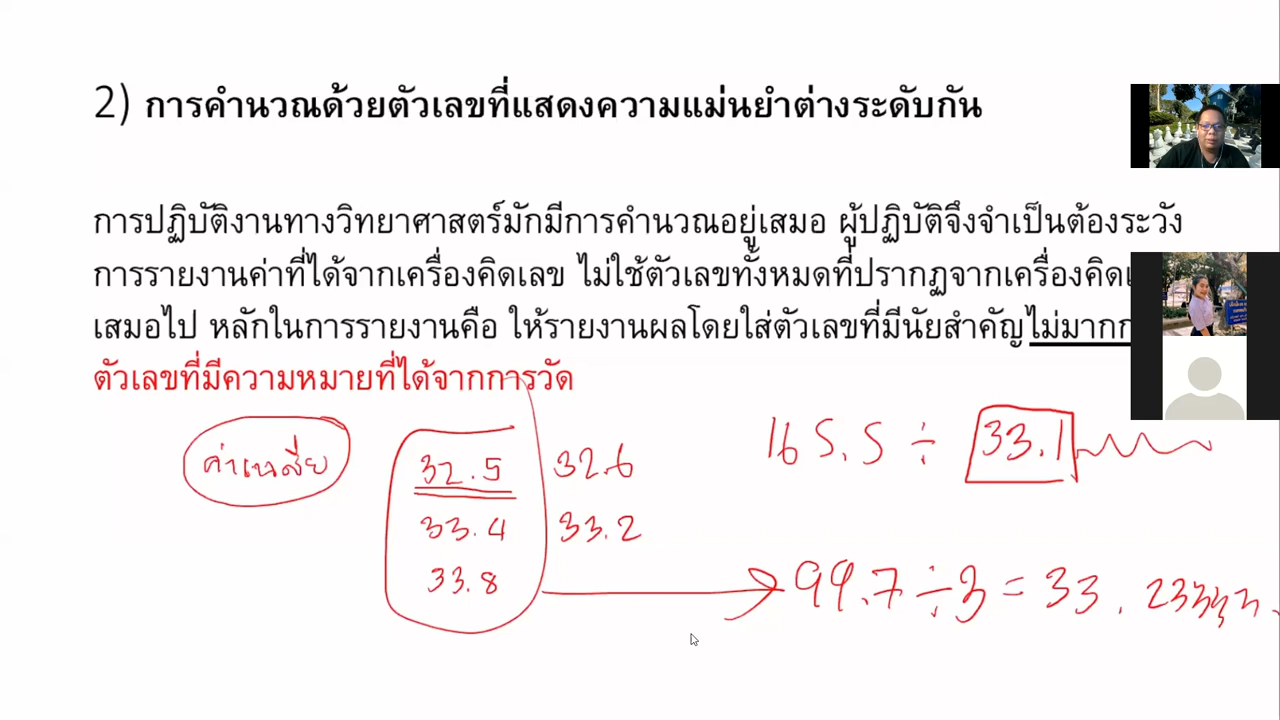 2) การคำนวณด้วยตัวเลขที่แสดงความแม่นยำต่างระดับกัน
การปฏิบัติงานทางวิทยาศาสตร์มักมีการคำนวณอยู่เสมอ ผู้ปฏิบัติจึงจำเป็นต้องระวัง
การรายงานค่าที่ได้จากเครื่องคิดเลข ไม่ใช้ตัวเลขทั้งหมดที่ปรากฏจากเครื่องคิดเ
เสมอไป หลักในการรายงานคือ ให้รายงานผลโดยใส่ตัวเลขที่มีนัยสำคัญไม่มากก
ตัวเลขที่มีความหมายที่ได้จากการวัด
ค่าเฉลี่ย
32.5 32.6
33.4 33.2
33.8
165.5 ÷ 33.1
99.7 ÷ 3 = 33.23333